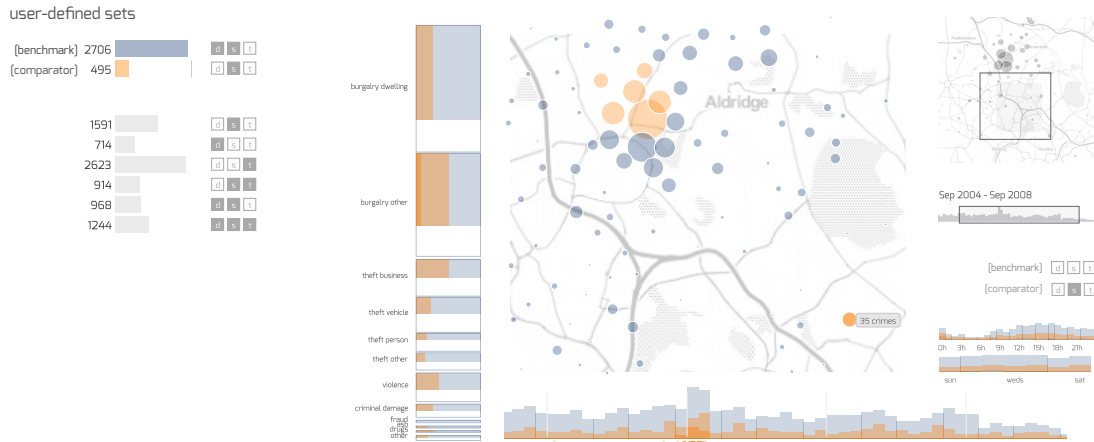 user-defined sets
[benchmark] 2706 d s t
[comparator] 495 d s t
1591 d s t
714 d s t
2623 d s t
914 d s t
968 d s t
1244 d s t
burgalry dwelling
burgalry other
theft business
theft vehicle
theft person
theft other
violence
criminal damage
fraud
drugs
other
Aldridge
35 crimes
Sep 2004 - Sep 2008
[benchmark] d s t
[comparator] d s t
0h 3h 6h 9h 12h 15h 18h 21h
sun weds sat